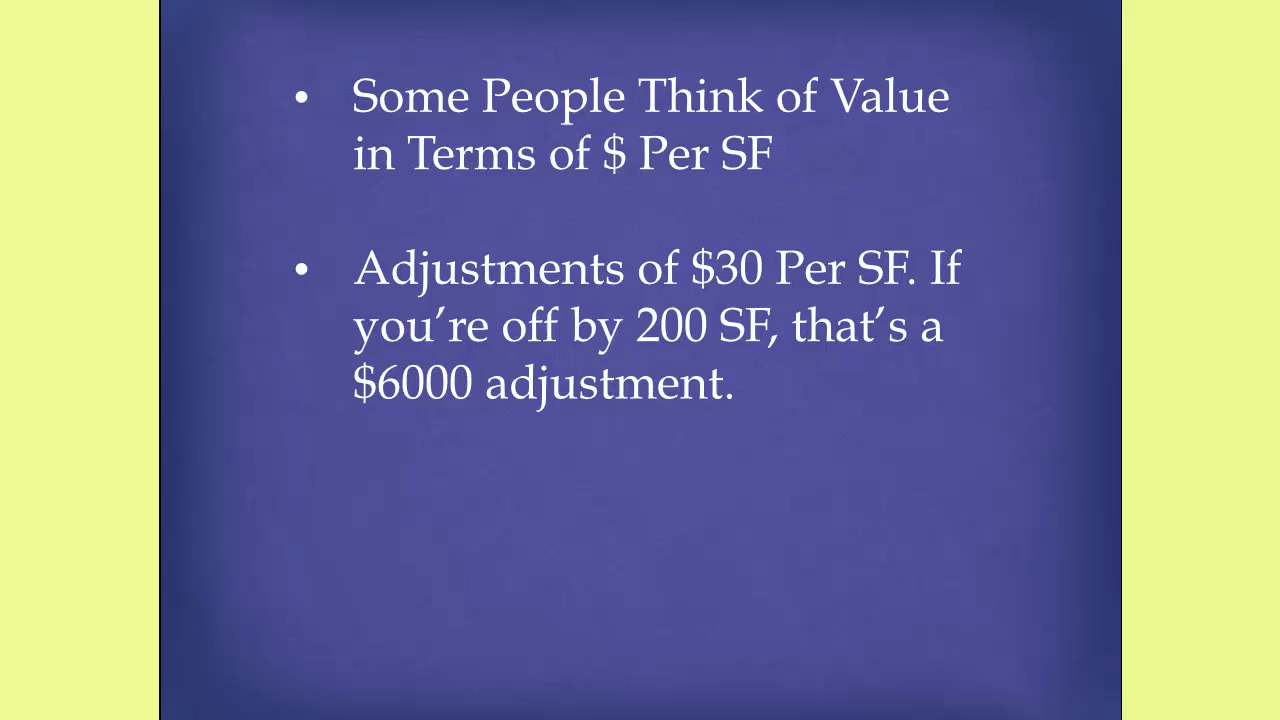 • Some People Think of Value
in Terms of $ Per SF
• Adjustments of $30 Per SF. If
you’re off by 200 SF, that’s a
$6000 adjustment.